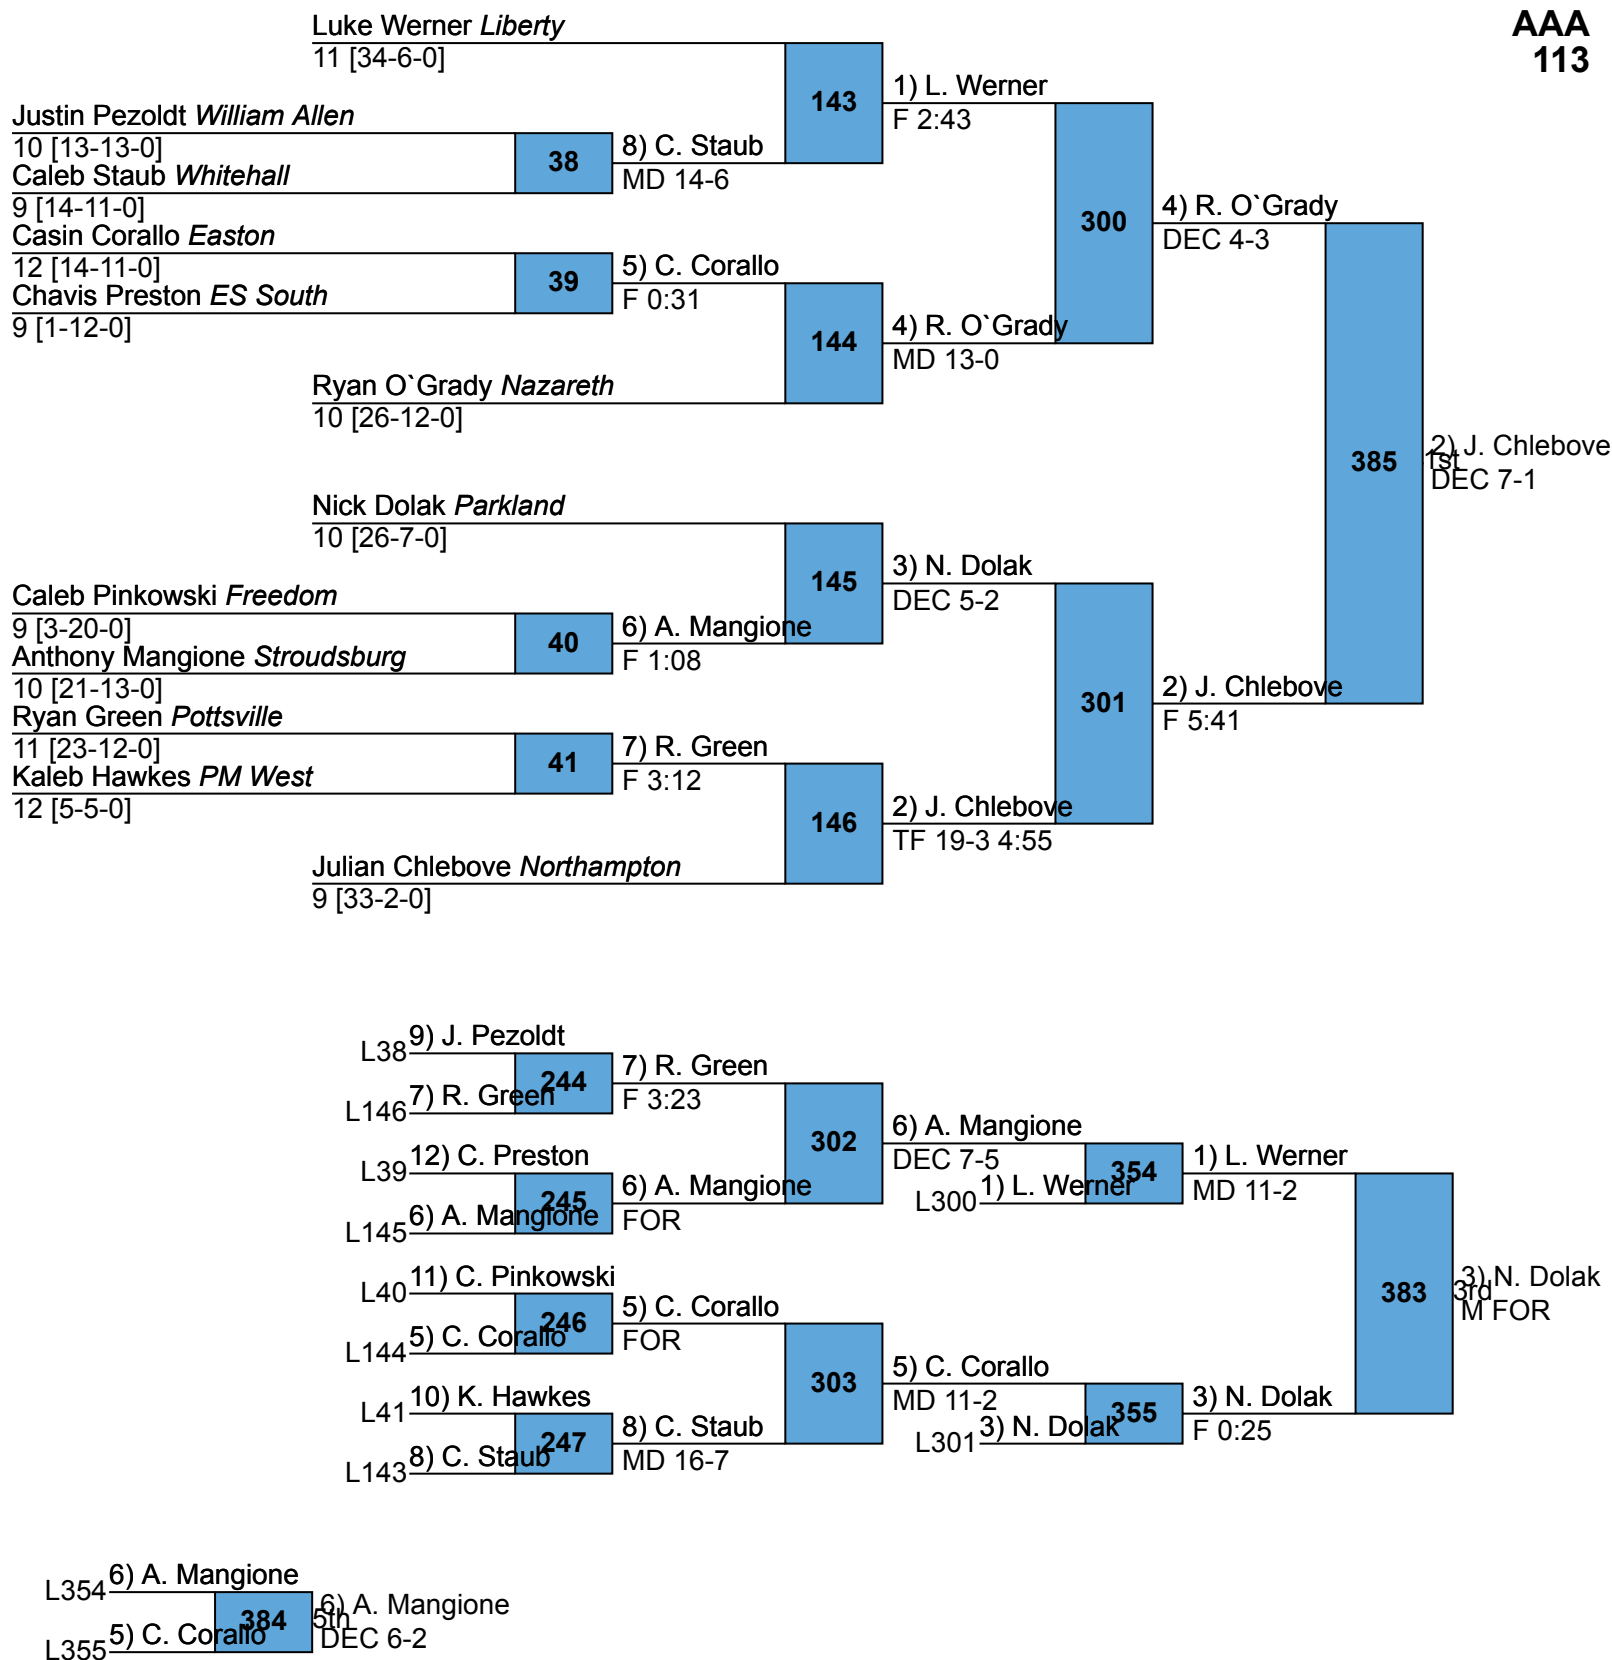 AAA
113
Luke Werner Liberty
11 [34-6-0]
143
1) L. Werner
F 2:43
Justin Pezoldt William Allen
10 [13-13-0]
38
8) C. Staub
MD 14-6
Caleb Staub Whitehall
9 [14-11-0]
300
4) R. O`Grady
DEC 4-3
Casin Corallo Easton
12 [14-11-0]
39
5) C. Corallo
F 0:31
Chavis Preston ES South
9 [1-12-0]
144
4) R. O`Grady
MD 13-0
Ryan O`Grady Nazareth
10 [26-12-0]
385
1st
2) J. Chlebove
DEC 7-1
Nick Dolak Parkland
10 [26-7-0]
145
3) N. Dolak
DEC 5-2
Caleb Pinkowski Freedom
9 [3-20-0]
40
6) A. Mangione
F 1:08
Anthony Mangione Stroudsburg
10 [21-13-0]
301
2) J. Chlebove
F 5:41
Ryan Green Pottsville
11 [23-12-0]
41
7) R. Green
F 3:12
Kaleb Hawkes PM West
12 [5-5-0]
146
2) J. Chlebove
TF 19-3 4:55
Julian Chlebove Northampton
9 [33-2-0]
L38
9) J. Pezoldt
244
7) R. Green
F 3:23
L146
7) R. Green
302
6) A. Mangione
DEC 7-5
L39
12) C. Preston
245
6) A. Mangione
FOR
L145
6) A. Mangione
L300
1) L. Werner
354
1) L. Werner
MD 11-2
L40
11) C. Pinkowski
246
5) C. Corallo
FOR
L144
5) C. Corallo
383
3rd
3) N. Dolak
M FOR
303
5) C. Corallo
MD 11-2
L41
10) K. Hawkes
247
8) C. Staub
MD 16-7
L143
8) C. Staub
L301
3) N. Dolak
355
3) N. Dolak
F 0:25
L354
6) A. Mangione
384
5th
6) A. Mangione
DEC 6-2
L355
5) C. Corallo